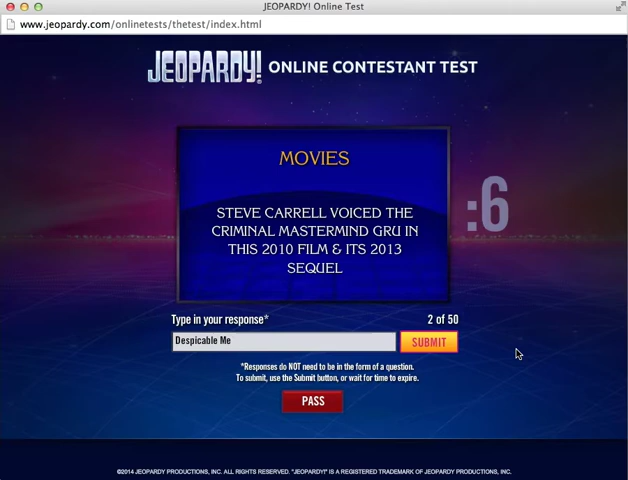 JEOPARDY! Online Test
www.jeopardy.com/onlinetests/thetest/index.html
JEOPARDY! ONLINE CONTESTANT TEST
MOVIES
:6
STEVE CARRELL VOICED THE
CRIMINAL MASTERMIND GRU IN
THIS 2010 FILM & ITS 2013
SEQUEL
Type in your response* 2 of 50
Despicable Me SUBMIT
*Responses do NOT need to be in the form of a question.
To submit, use the Submit button, or wait for time to expire.
PASS
©2014 JEOPARDY PRODUCTIONS, INC. ALL RIGHTS RESERVED. "JEOPARDY!" IS A REGISTERED TRADEMARK OF JEOPARDY PRODUCTIONS, INC.